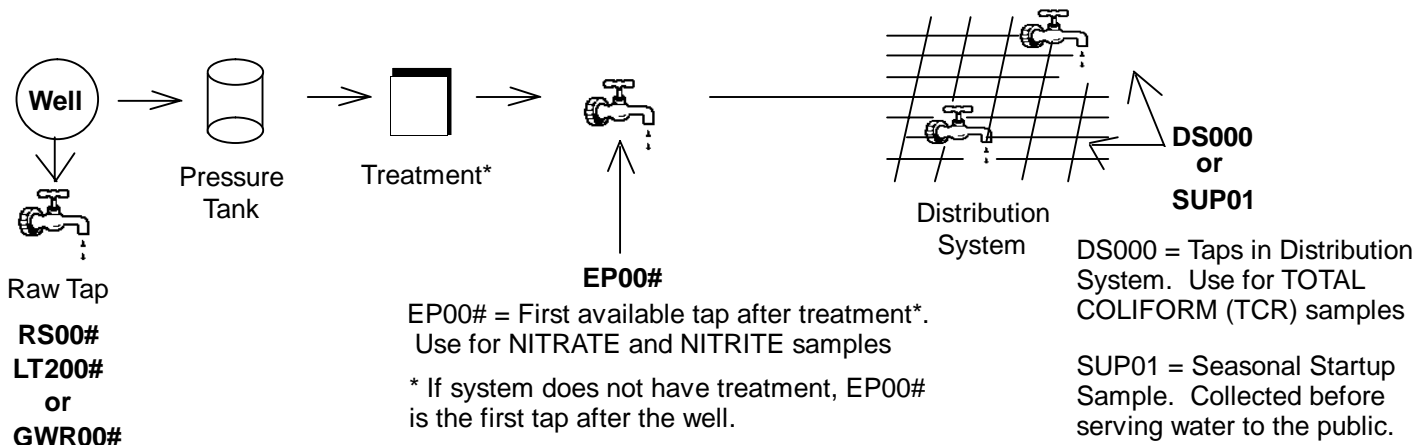 Well
Pressure
Tank
Treatment*
Raw Tap
RS00#
LT200#
or
GWR00#
EP00#
EP00# = First available tap after treatment*.
Use for NITRATE and NITRITE samples
* If system does not have treatment, EP00#
is the first tap after the well.
Distribution
System
DS000
or
SUP01
DS000 = Taps in Distribution
System. Use for TOTAL
COLIFORM (TCR) samples
SUP01 = Seasonal Startup
Sample. Collected before
serving water to the public.